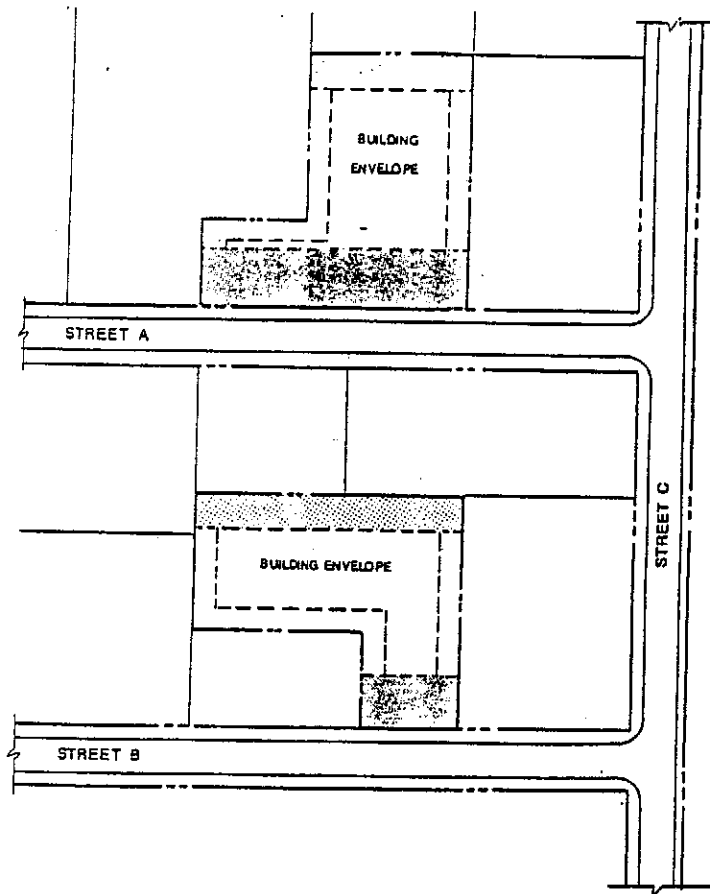 BUILDING
ENVELOPE
STREET A
STREET C
BUILDING ENVELOPE
STREET B